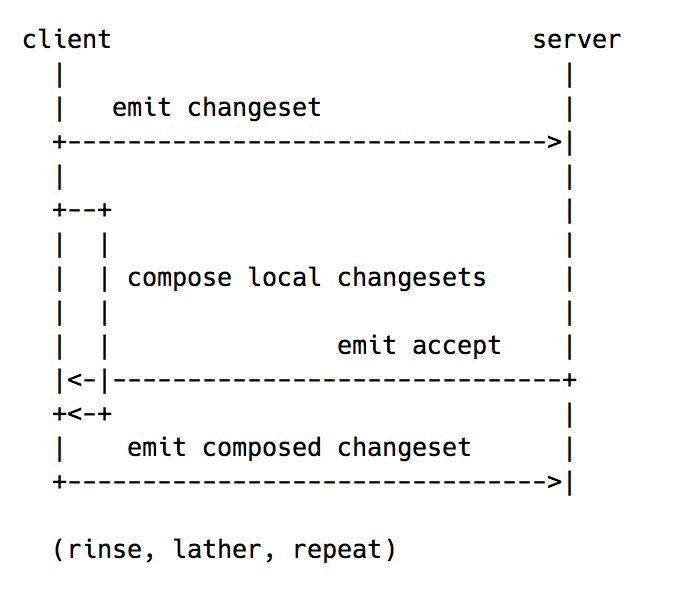 client server
emit changeset
compose local changesets
emit accept
emit composed changeset
(rinse, lather, repeat)